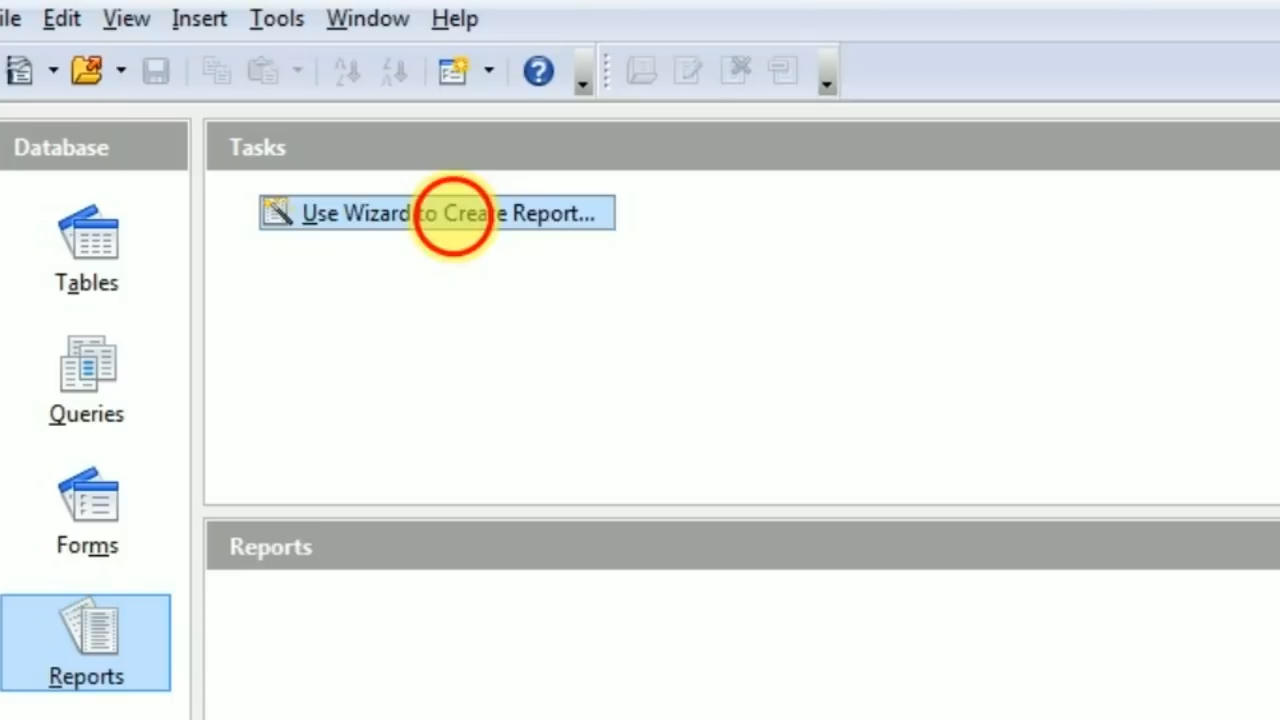 ile Edit View Insert Tools Window Help
Database
Tasks
Use Wizard to Create Report...
Tables
Queries
Forms
Reports
Reports